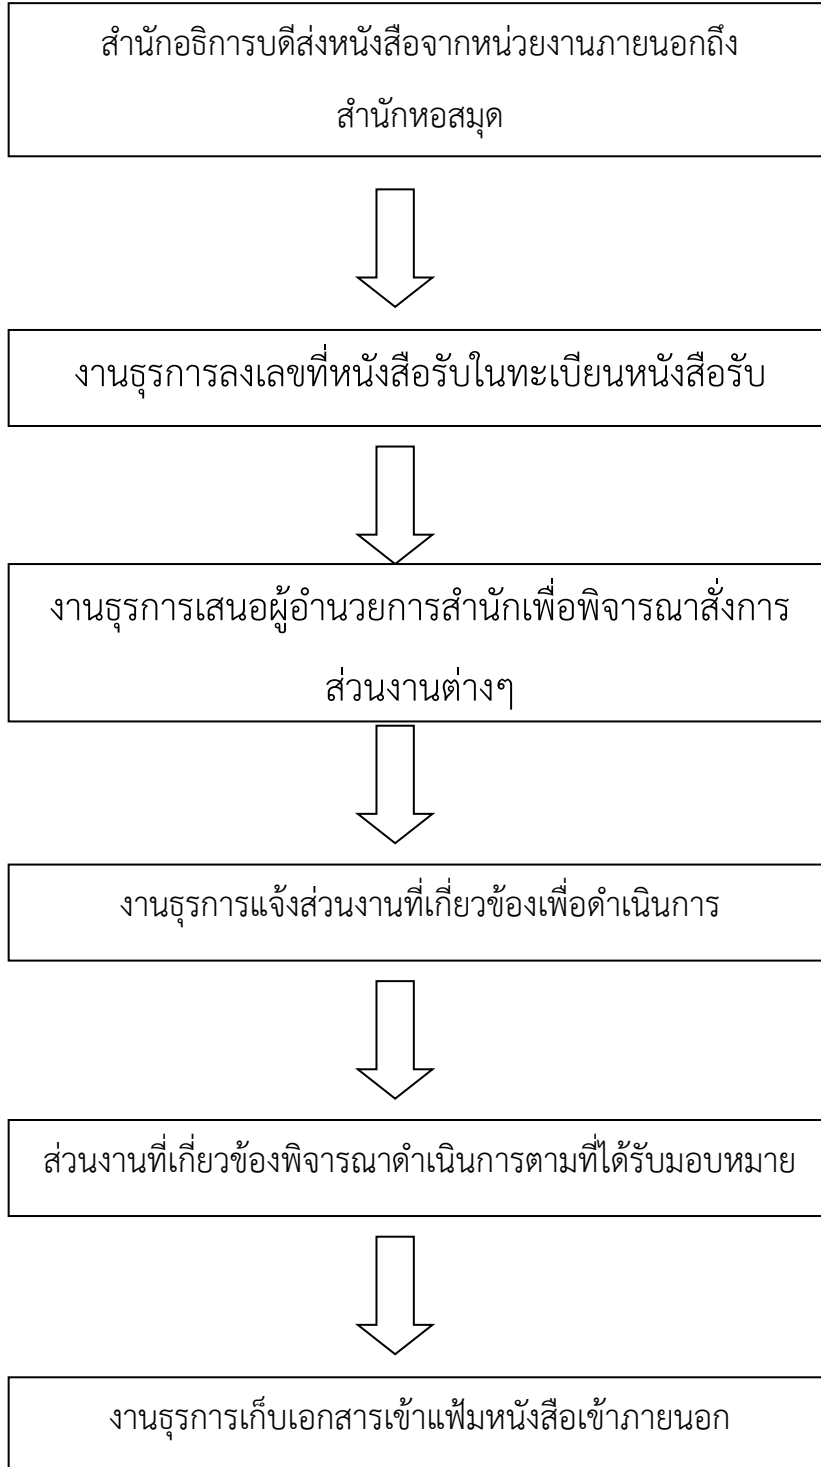 สำนักอธิการบดีส่งหนังสือจากหน่วยงานภายนอกถึง
สำนักหอสมุด
งานธุรการลงเลขที่หนังสือรับในทะเบียนหนังสือรับ
งานธุรการเสนอผู้อำนวยการสำนักเพื่อพิจารณาสั่งการ
ส่วนงานต่างๆ
งานธุรการแจ้งส่วนงานที่เกี่ยวข้องเพื่อดำเนินการ
ส่วนงานที่เกี่ยวข้องพิจารณาดำเนินการตามที่ได้รับมอบหมาย
งานธุรการเก็บเอกสารเข้าแฟ้มหนังสือเข้าภายนอก